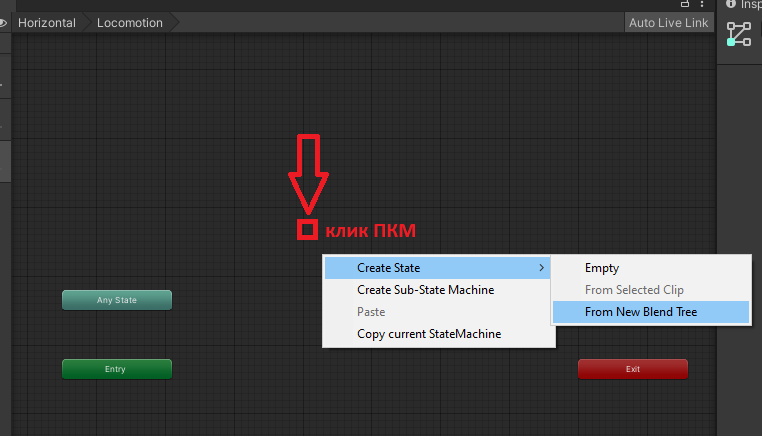 Insp
Horizontal
Locomotion
Auto Live Link
клик ПКМ
Create State
Create Sub-State Machine
Paste
Copy current StateMachine
Empty
From Selected Clip
From New Blend Tree
Any State
Entry
Exit